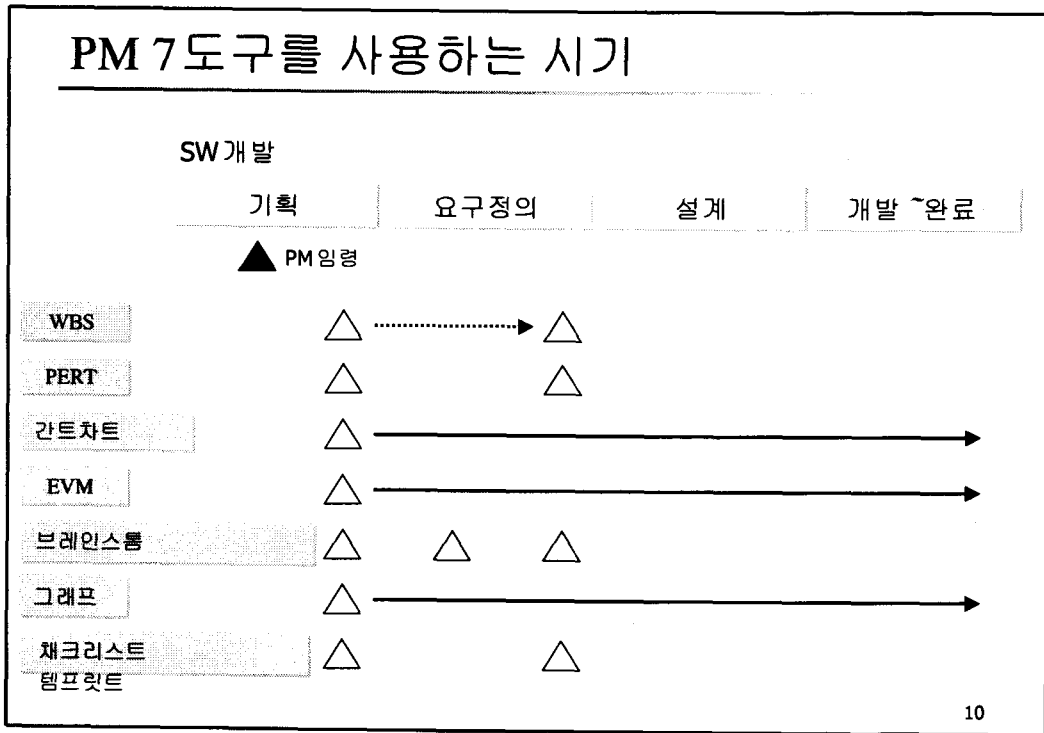 PM 7도구를 사용하는 시기
SW개발
기획 요구정의 설계 개발 ~완료
PM임령
WBS
PERT
간트차트
EVM
브레인스톰
그래프
채크리스트
템프릿트
10